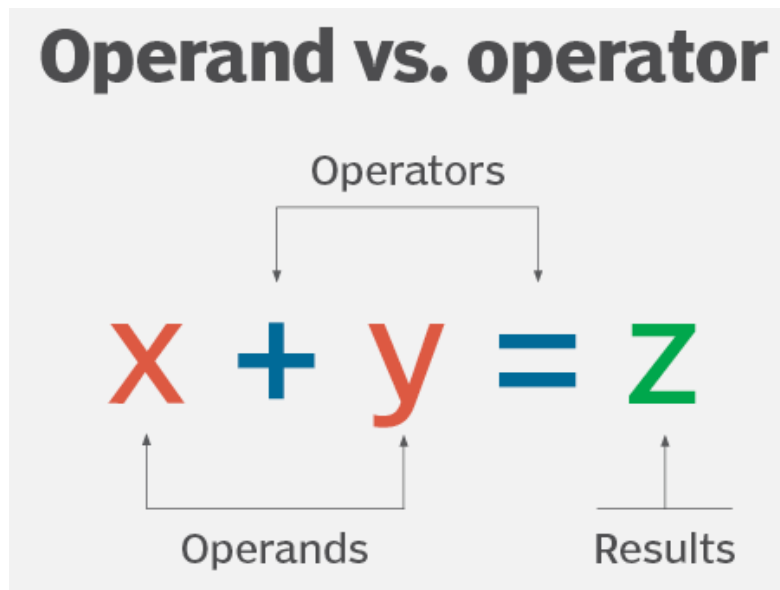 Operand vs. operator
Operators
x + y = z
Operands
Results